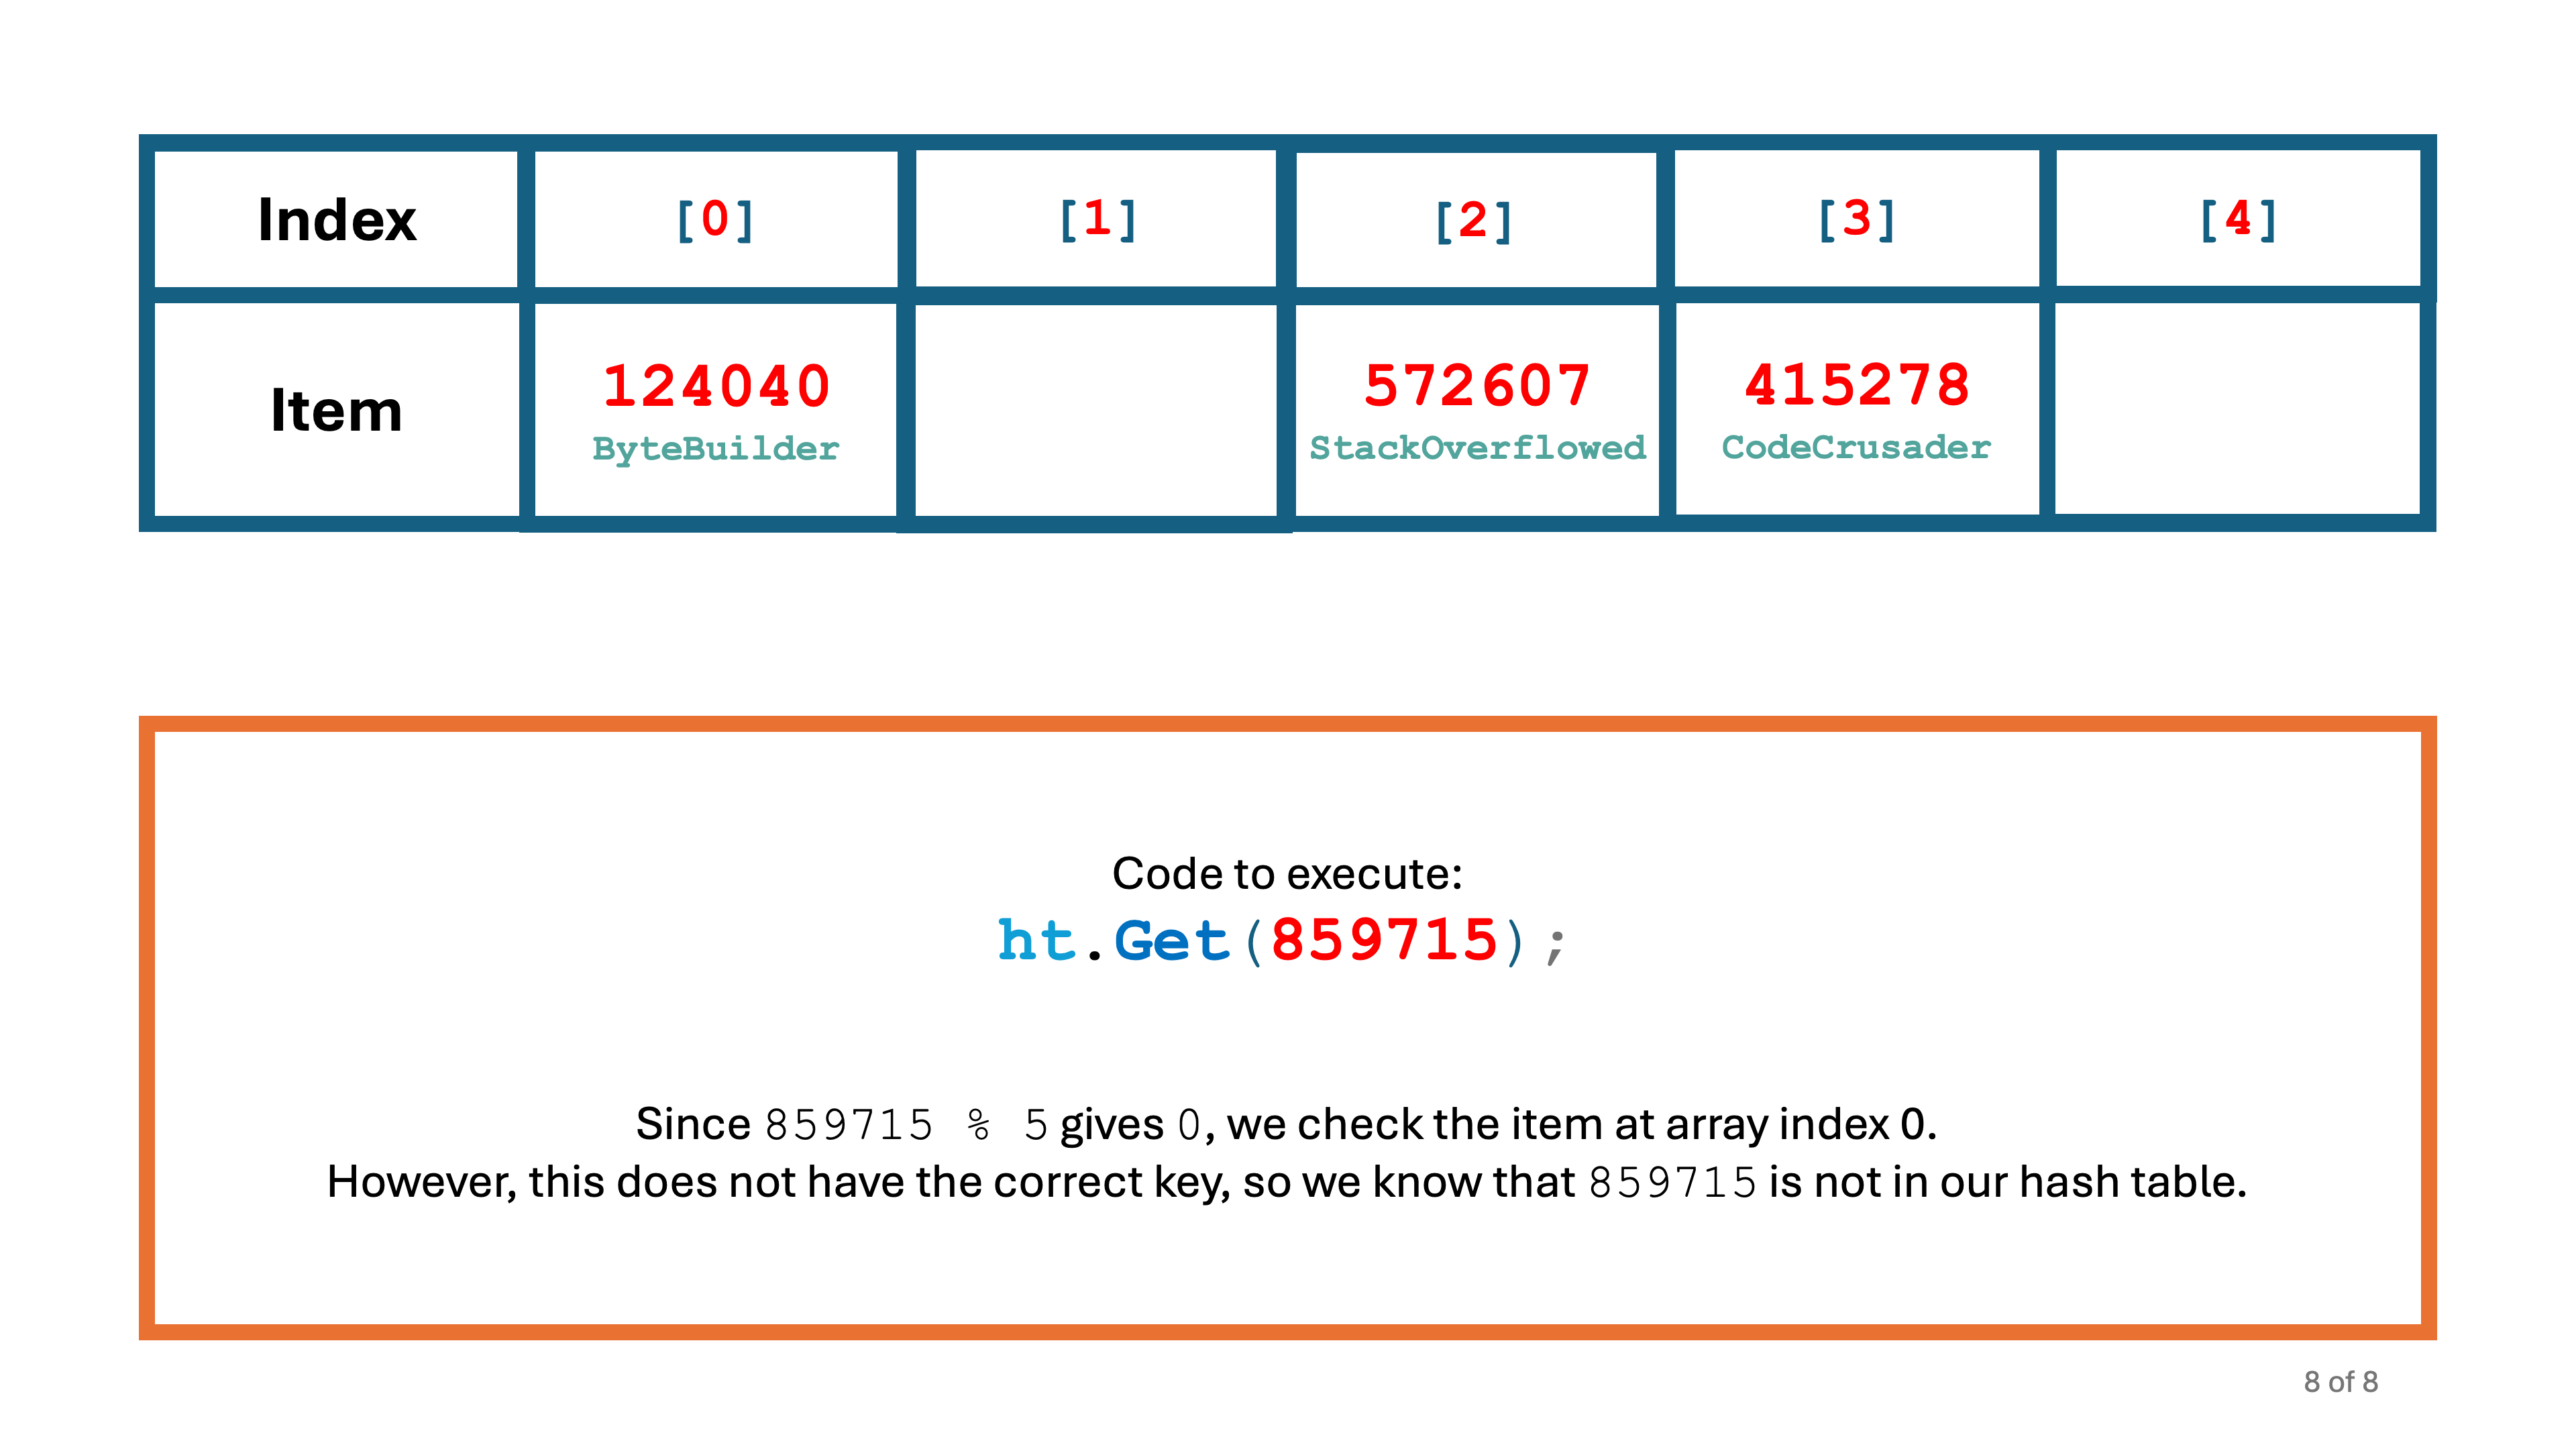 Index [0] [1] [2] [3] [4]
Item 124040 572607 415278
ByteBuilder StackOverflowed CodeCrusader
Code to execute:
ht.Get(859715);
Since 859715 % 5 gives 0, we check the item at array index 0.
However, this does not have the correct key, so we know that 859715 is not in our hash table.
8 of 8